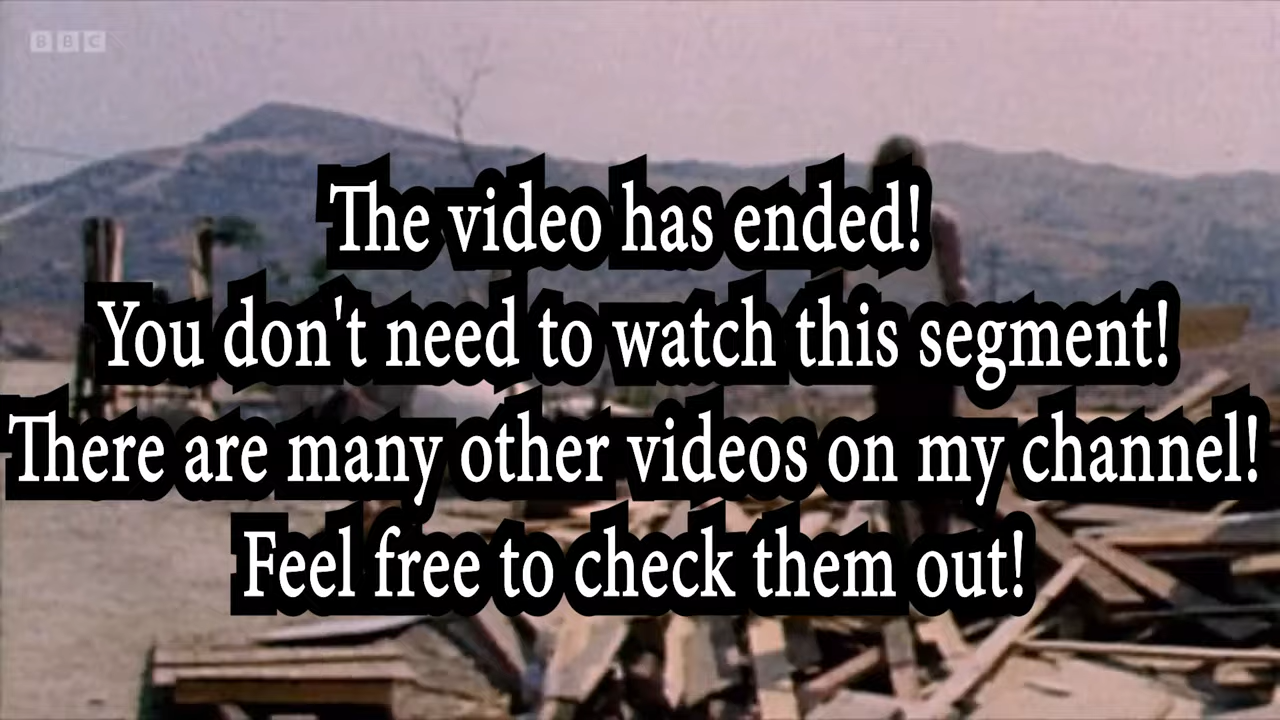 BBC
The video has ended!
You don't need to watch this segment!
There are many other videos on my channel!
Feel free to check them out!